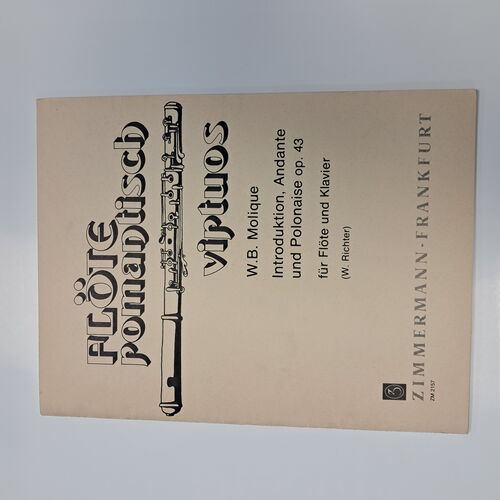 FLÖTE
romantisch
virtuos
W.B. Molique
Introduktion, Andante
und Polonaise op. 43
für Flöte und Klavier
(W. Richter)
ZIMMERMANN · FRANKFURT
ZM 2157